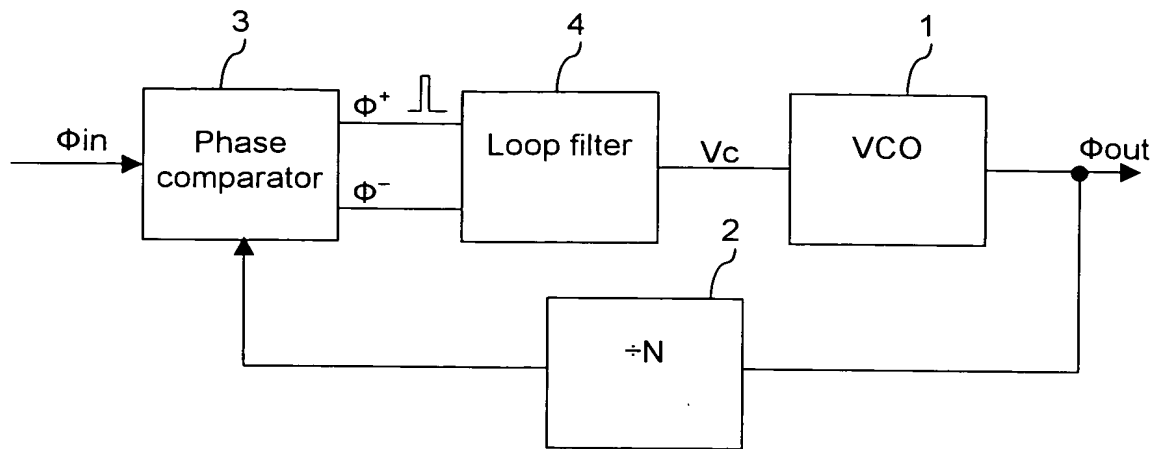 3
4
1
Φin
Phase
comparator
Φ+
Φ−
Loop filter
Vc
VCO
Φout
2
÷N